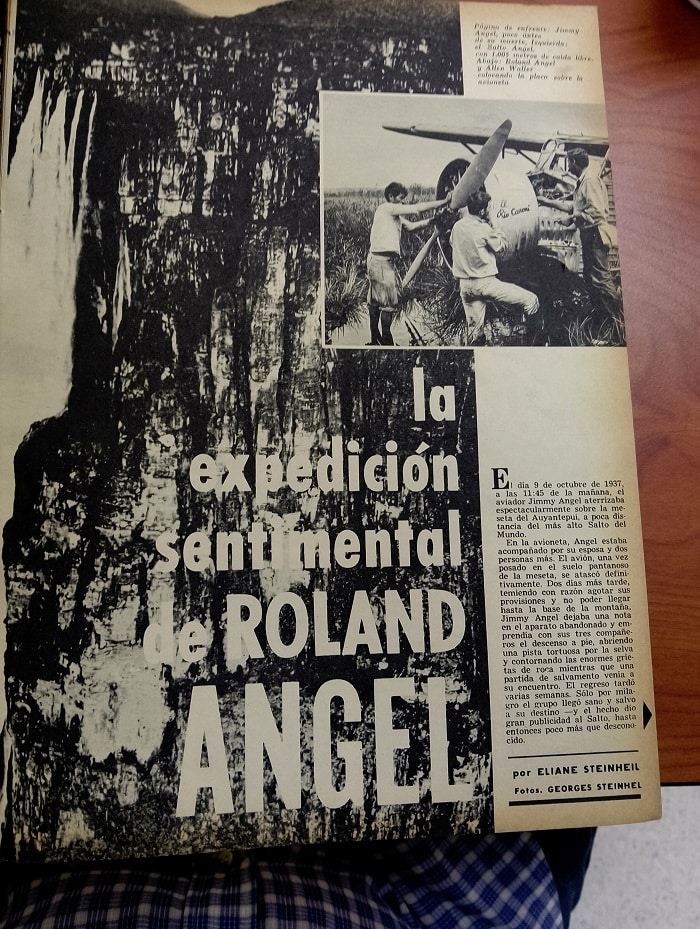 Página de enfrente: Jimmy
Angel, poco antes
de su muerte. Izquierda:
el Salto Angel,
con 1.005 metros de caída libre.
Abajo: Roland Angel
y Allen Waller
colocando la placa sobre la
avioneta
El
Río Caroní
la
expedición
sentimental
de ROLAND
ANGEL
El día 9 de octubre de 1937,
a las 11:45 de la mañana, el
aviador Jimmy Angel aterrizaba
espectacularmente sobre la me-
seta del Auyantepui, a poca dis-
tancia del más alto Salto del
Mundo.
En la avioneta, Angel estaba
acompañado por su esposa y dos
personas más. El avión, una vez
posado en el suelo pantanoso
de la meseta, se atascó defini-
tivamente. Dos días más tarde,
temiendo con razón agotar sus
provisiones y no poder llegar
hasta la base de la montaña,
Jimmy Angel dejaba una nota
en el aparato abandonado y em-
prendía con sus tres compañe-
ros el descenso a pie, abriendo
una pista tortuosa por la selva
y contornando las enormes grie-
tas de roca mientras que una
partida de salvamento venía a
su encuentro. El regreso tardó
varias semanas. Sólo por mila-
gro el grupo llegó sano y salvo
a su destino —y el hecho dio
gran publicidad al Salto, hasta
entonces poco más que descono-
cido.
por ELIANE STEINHEIL
Fotos. GEORGES STEINHEL